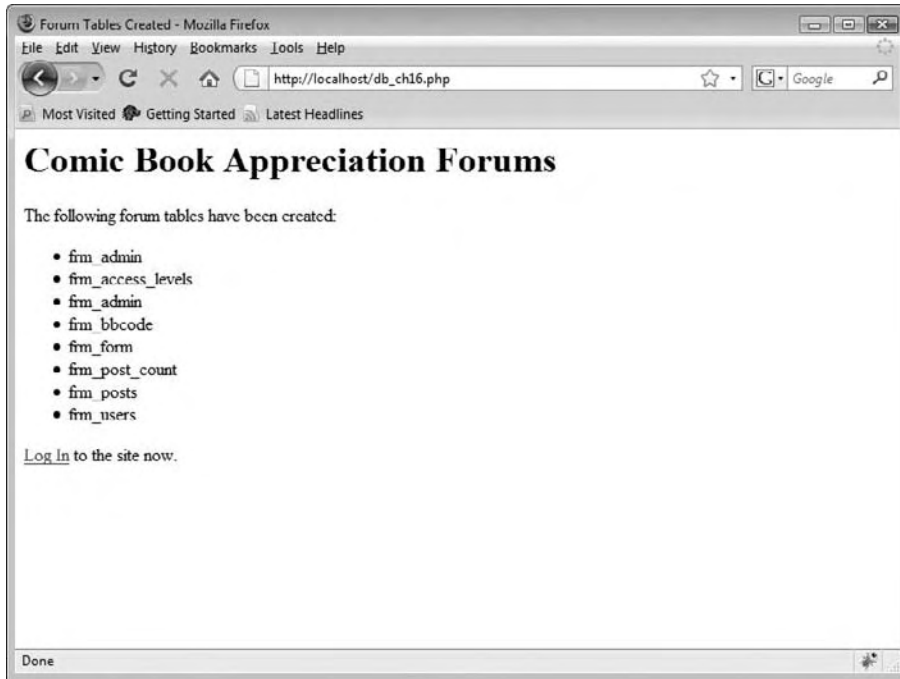 Forum Tables Created - Mozilla Firefox
File Edit View History Bookmarks Tools Help
http://localhost/db_ch16.php
G Google
Most Visited Getting Started Latest Headlines
Comic Book Appreciation Forums
The following forum tables have been created:
• frm_admin
• frm_access_levels
• frm_admin
• frm_bbcode
• frm_form
• frm_post_count
• frm_posts
• frm_users
Log In to the site now.
Done